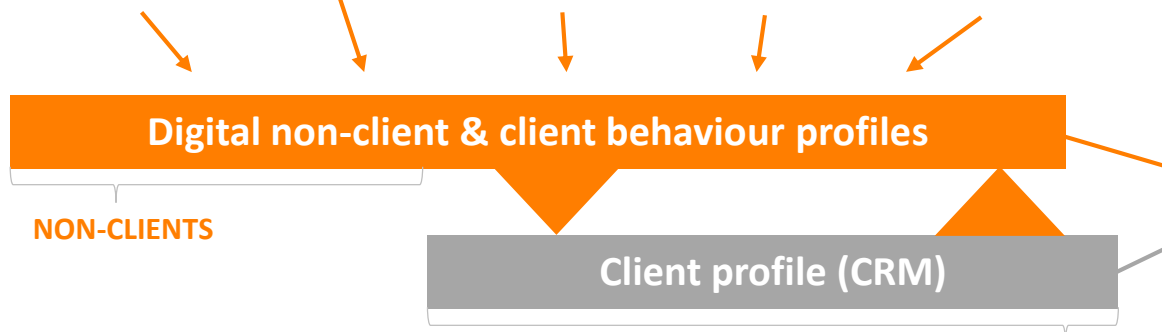 Digital non-client & client behaviour profiles
NON-CLIENTS
Client profile (CRM)